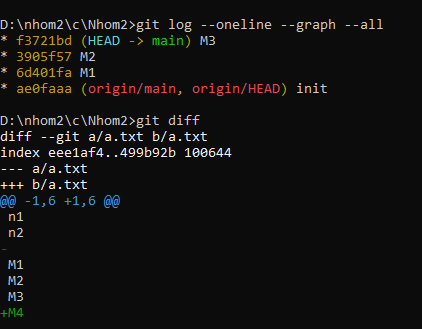 D:\nhom2\c\Nhom2>git log --oneline --graph --all
* f3721bd (HEAD -> main) M3
* 3905f57 M2
* 6d401fa M1
* ae0faaa (origin/main, origin/HEAD) init
D:\nhom2\c\Nhom2>git diff
diff --git a/a.txt b/a.txt
index eee1af4..499b92b 100644
--- a/a.txt
+++ b/a.txt
@@ -1,6 +1,6 @@
 n1
 n2
-
 M1
 M2
 M3
+M4